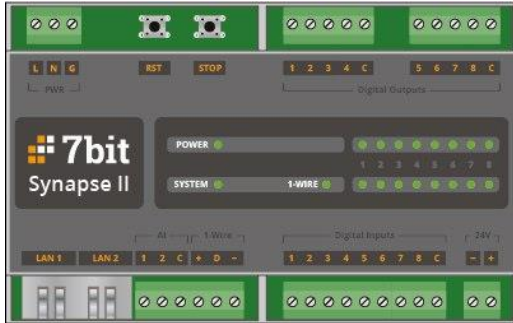 L N G RST STOP 1 2 3 4 C 5 6 7 8 C
PWR Digital Outputs
7bit
Synapse II
POWER
1 2 3 4 5 6 7 8
SYSTEM 1-WIRE
AI 1-Wire Digital Inputs 24V
LAN 1 LAN 2 1 2 C + D - 1 2 3 4 5 6 7 8 C - +